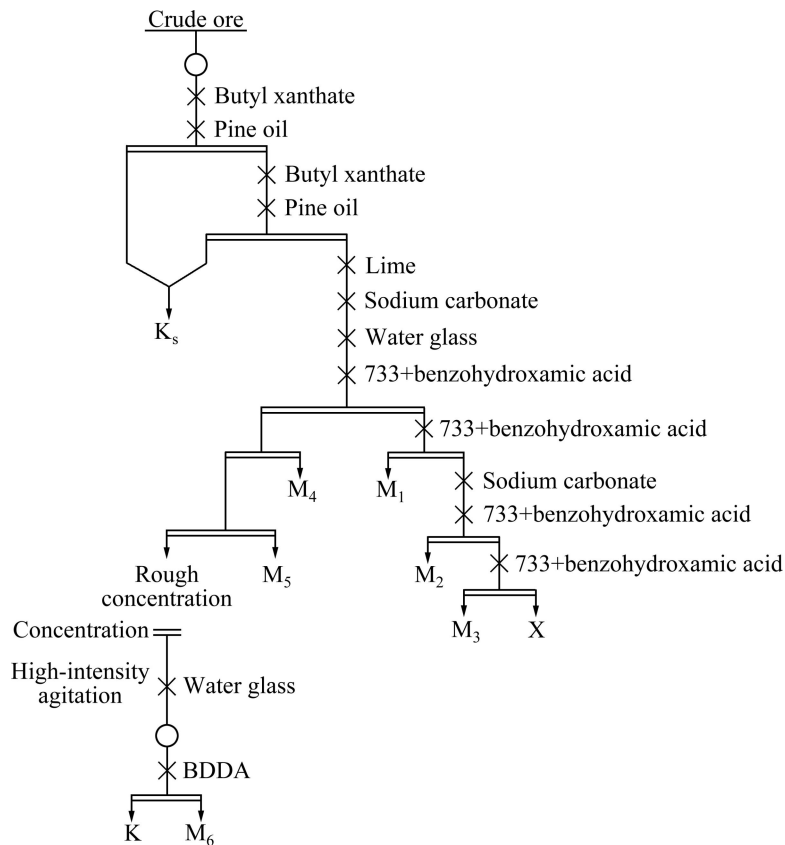 Crude ore
Butyl xanthate
Pine oil
Butyl xanthate
Pine oil
Lime
Sodium carbonate
Water glass
733+benzohydroxamic acid
Ks
733+benzohydroxamic acid
M4
M1
Sodium carbonate
733+benzohydroxamic acid
Rough
concentration
M5
M2
733+benzohydroxamic acid
M3
X
Concentration
High-intensity
agitation
Water glass
BDDA
K
M6